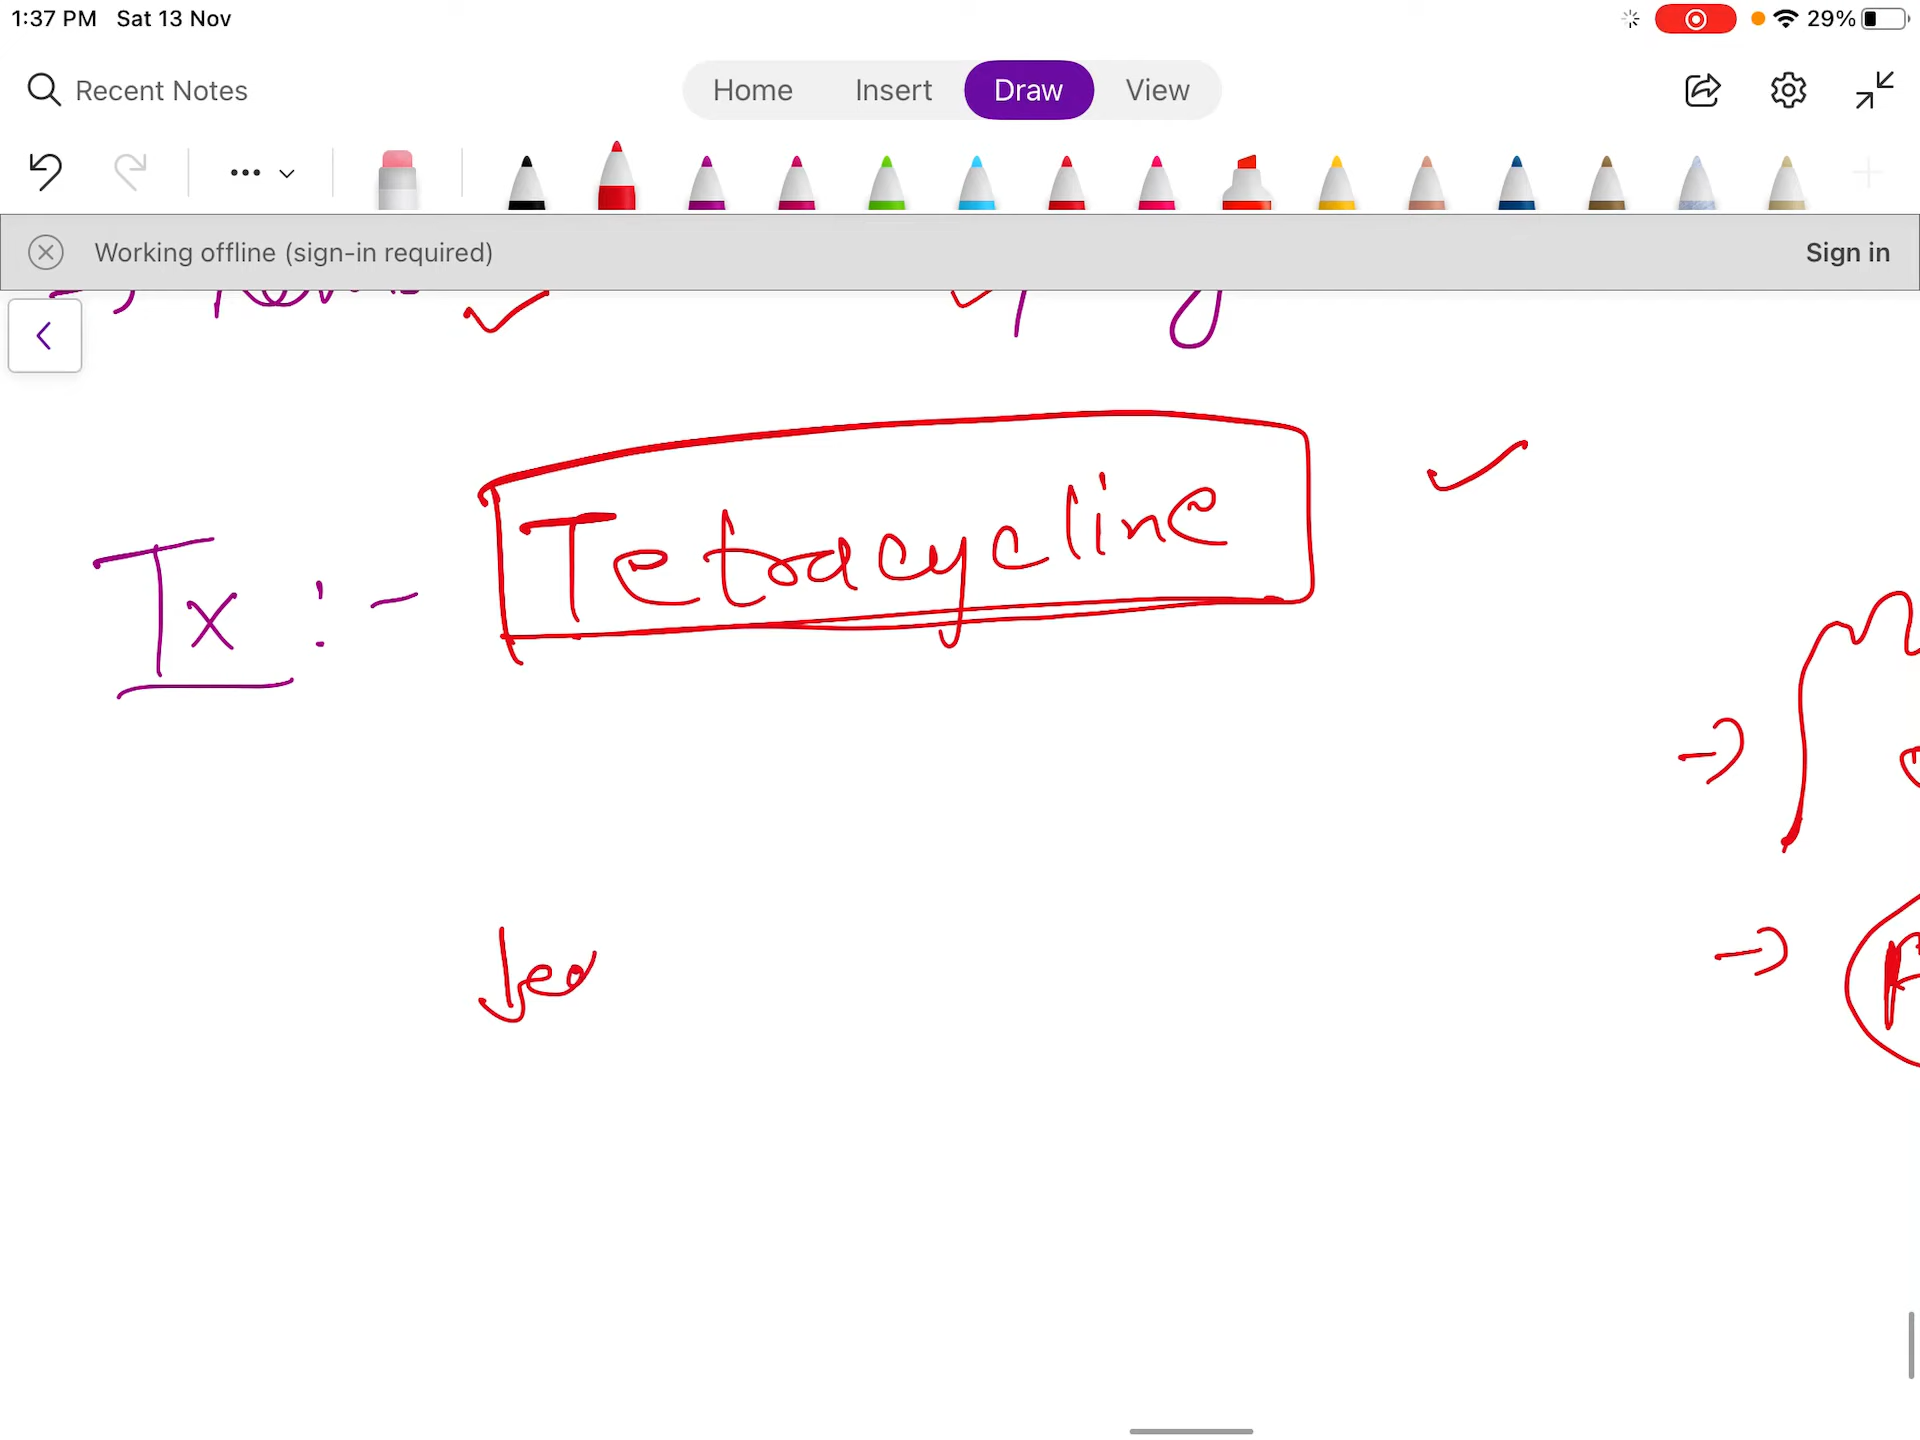 1:37 PM Sat 13 Nov 29%
Recent Notes Home Insert Draw View
Working offline (sign-in required) Sign in
Tx :- Tetracycline